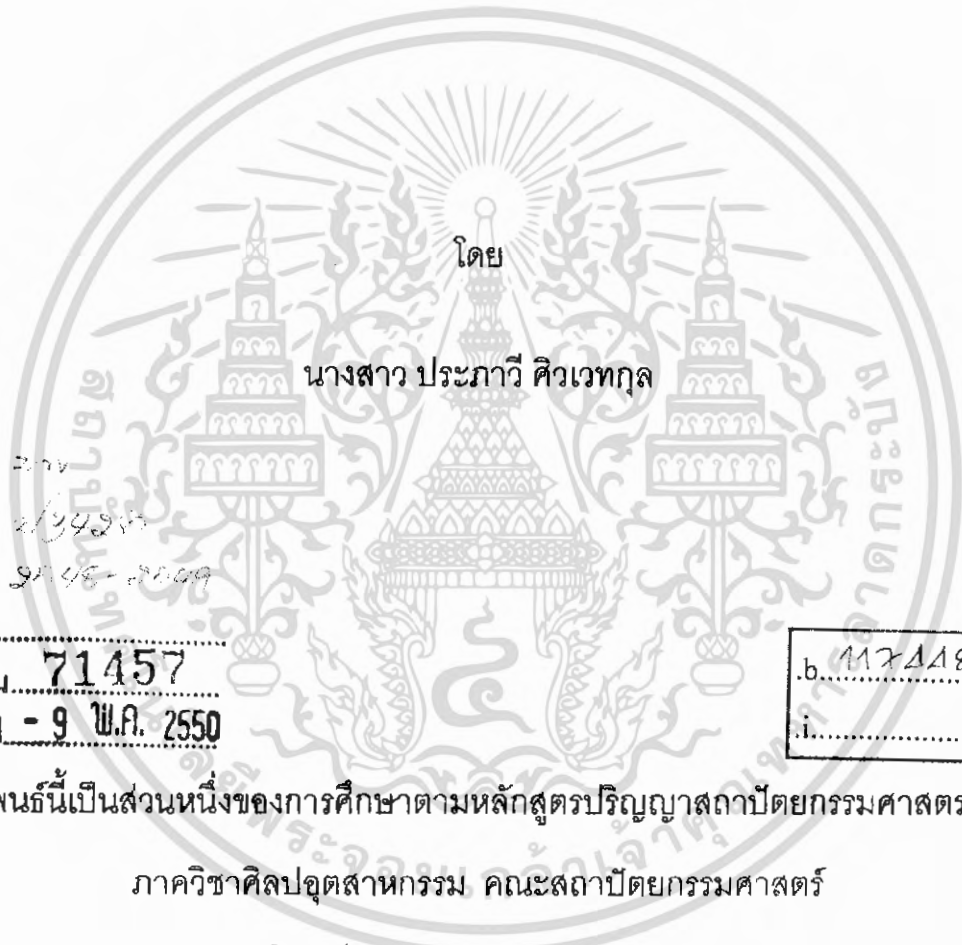 โดย
นางสาว ประภาวี ศิวเวทกุล
71457
- 9 พ.ค. 2550
.b
.i
พนธ์นี้เป็นส่วนหนึ่งของการศึกษาตามหลักสูตรปริญญาสถาปัตยกรรมศาสตร
ภาควิชาศิลปอุตสาหกรรม คณะสถาปัตยกรรมศาสตร์